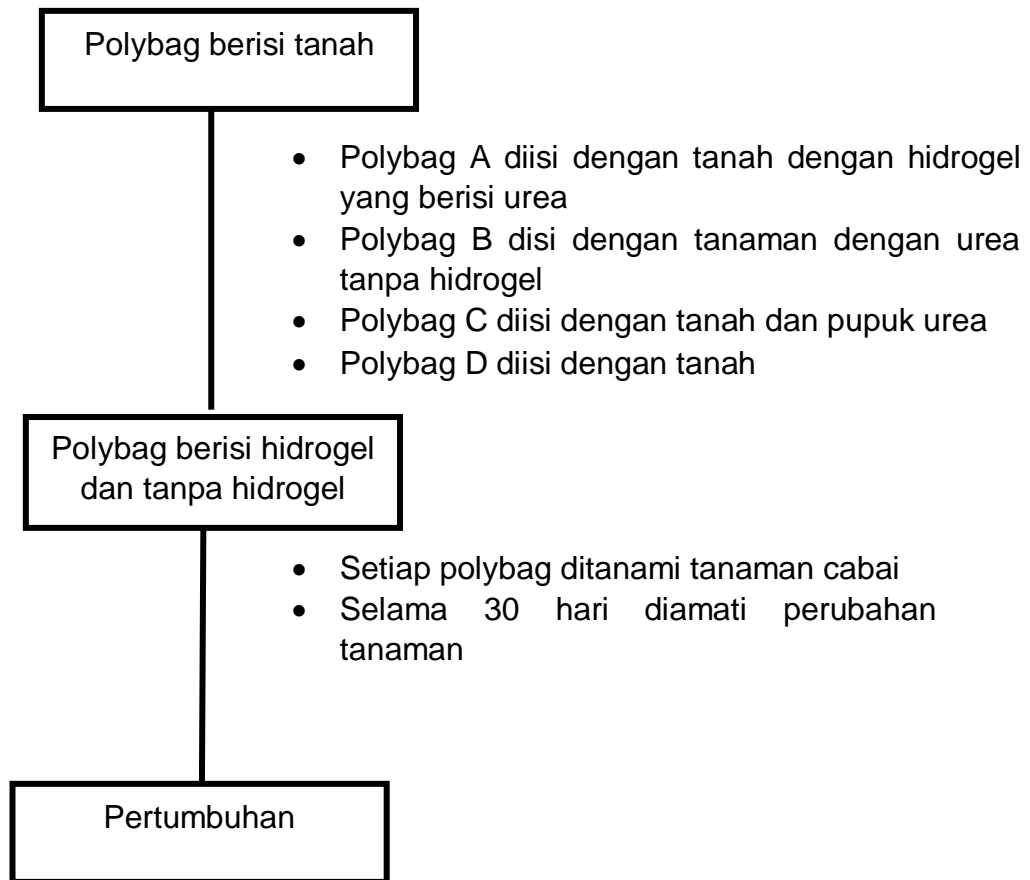 Polybag berisi tanah
• Polybag A diisi dengan tanah dengan hidrogel
yang berisi urea
• Polybag B disi dengan tanaman dengan urea
tanpa hidrogel
• Polybag C diisi dengan tanah dan pupuk urea
• Polybag D diisi dengan tanah
Polybag berisi hidrogel
dan tanpa hidrogel
• Setiap polybag ditanami tanaman cabai
• Selama 30 hari diamati perubahan
tanaman
Pertumbuhan